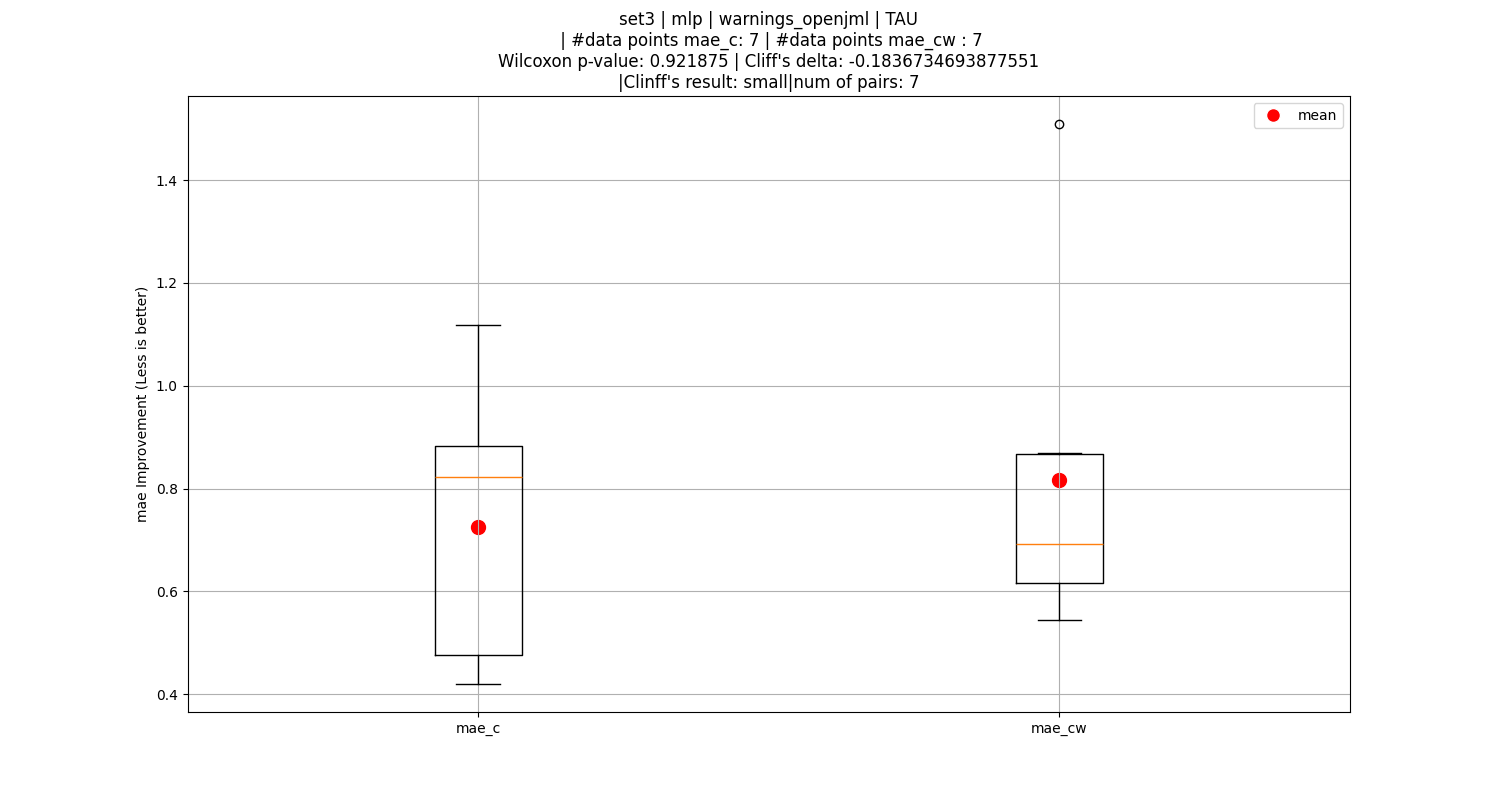 set3 | mlp | warnings_openjml | TAU
| #data points mae_c: 7 | #data points mae_cw : 7
Wilcoxon p-value: 0.921875 | Cliff's delta: -0.1836734693877551
|Clinff's result: small|num of pairs: 7
mean
1.4
1.2
1.0
0.8
0.6
0.4
mae Improvement (Less is better)
mae_c
mae_cw